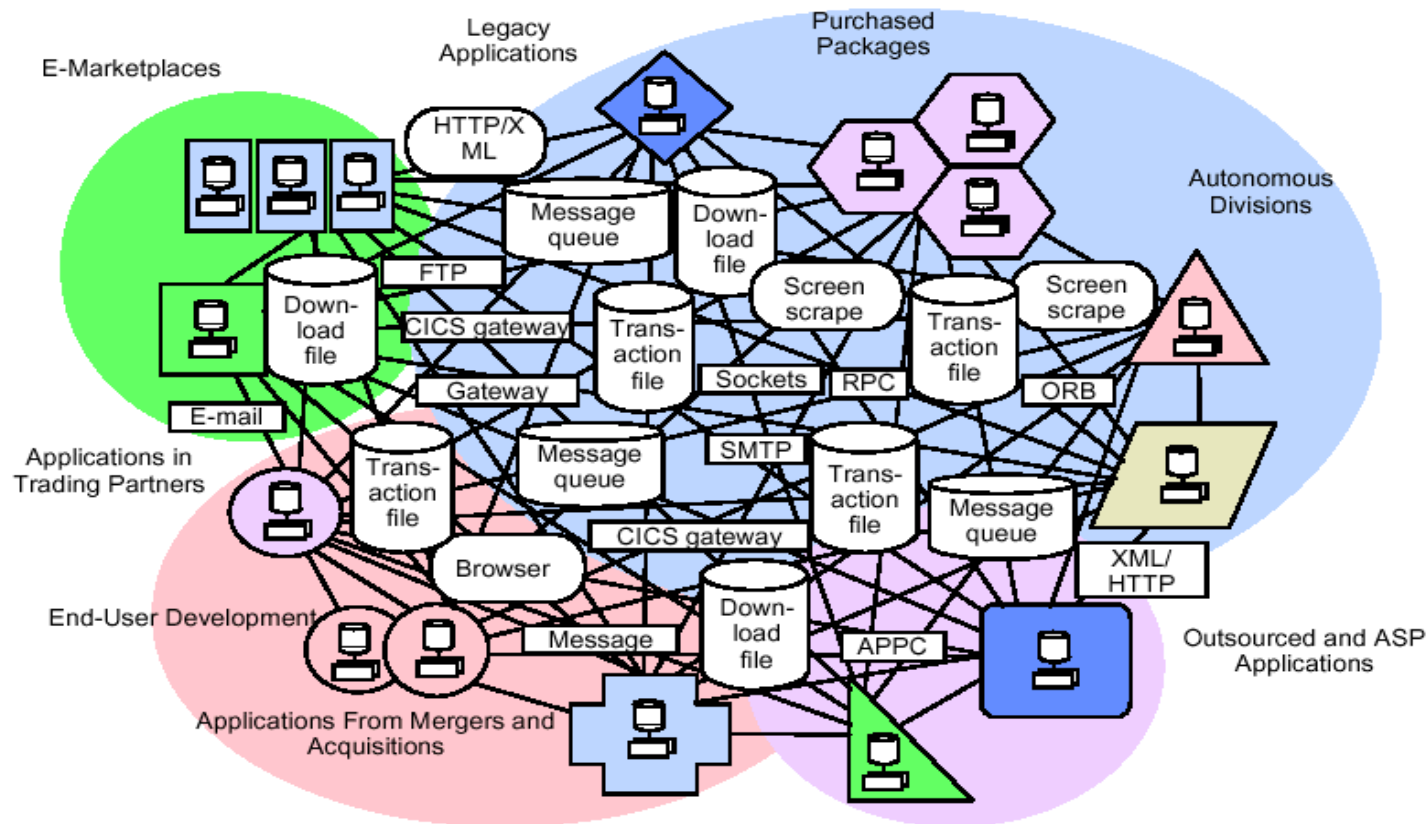 Purchased
Packages
Legacy
Applications
E-Marketplaces
HTTP/X
ML
Autonomous
Divisions
Message
queue
Down-
load
file
FTP
Screen
scrape
Screen
scrape
Down-
load
file
CICS gateway
Trans-
action
file
Trans-
action
file
Gateway
Sockets
RPC
ORB
E-mail
Applications in
Trading Partners
Trans-
action
file
Message
queue
SMTP
Trans-
action
file
Message
queue
CICS gateway
Browser
XML/
HTTP
End-User Development
Message
Down-
load
file
APPC
Outsourced and ASP
Applications
Applications From Mergers and
Acquisitions